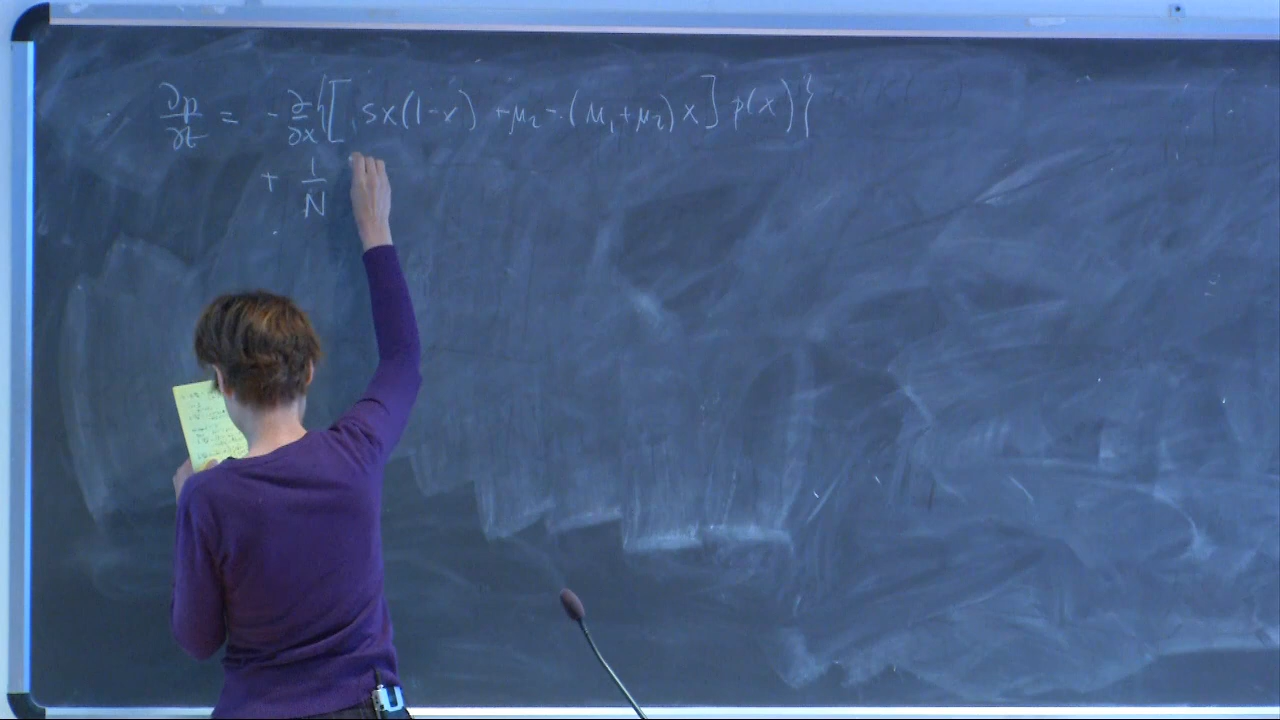 ∂p/∂t = - ∂/∂x {[ sx(1-x) + μ₂ - (μ₁+μ₂)x ] p(x)}
+ 1/N